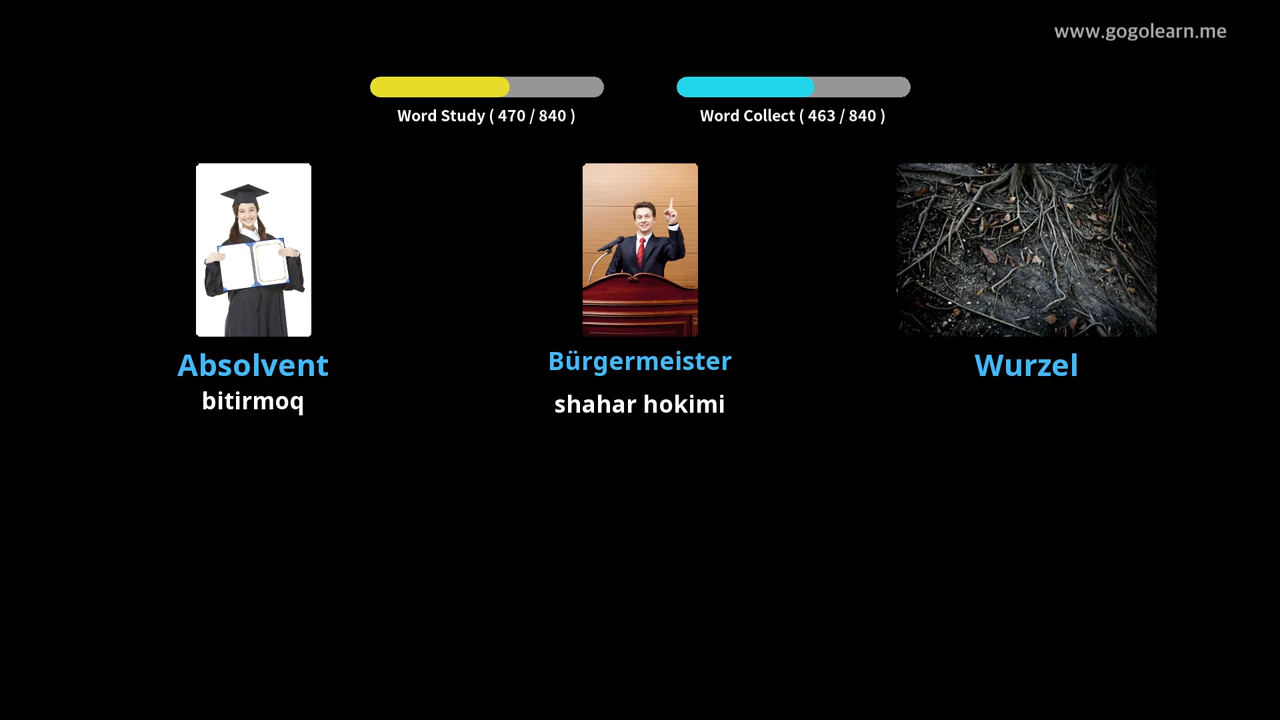 www.gogolearn.me
Word Study ( 470 / 840 )
Word Collect ( 463 / 840 )
Absolvent
bitirmoq
Bürgermeister
shahar hokimi
Wurzel